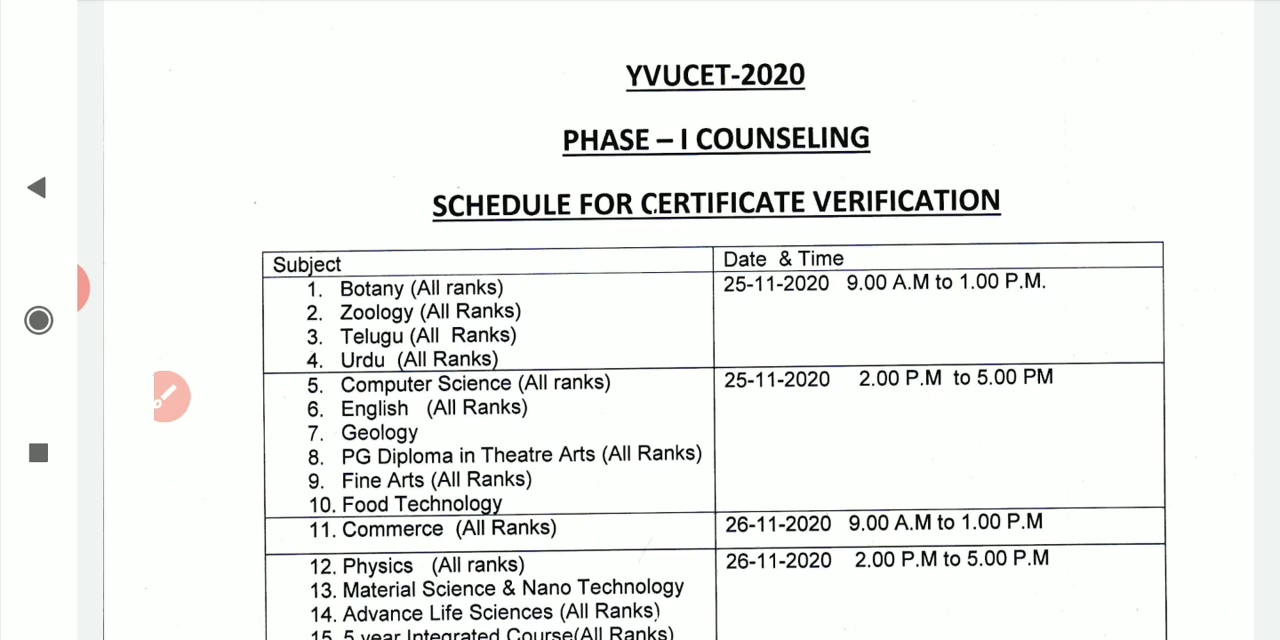 YVUCET-2020
PHASE – I COUNSELING
SCHEDULE FOR CERTIFICATE VERIFICATION
Subject
Date & Time
1. Botany (All ranks)
25-11-2020 9.00 A.M to 1.00 P.M.
2. Zoology (All Ranks)
3. Telugu (All Ranks)
4. Urdu (All Ranks)
5. Computer Science (All ranks)
25-11-2020 2.00 P.M to 5.00 PM
6. English (All Ranks)
7. Geology
8. PG Diploma in Theatre Arts (All Ranks)
9. Fine Arts (All Ranks)
10. Food Technology
11. Commerce (All Ranks)
26-11-2020 9.00 A.M to 1.00 P.M
12. Physics (All ranks)
26-11-2020 2.00 P.M to 5.00 P.M
13. Material Science & Nano Technology
14. Advance Life Sciences (All Ranks)
15. 5 year Integrated Course(All Ranks)